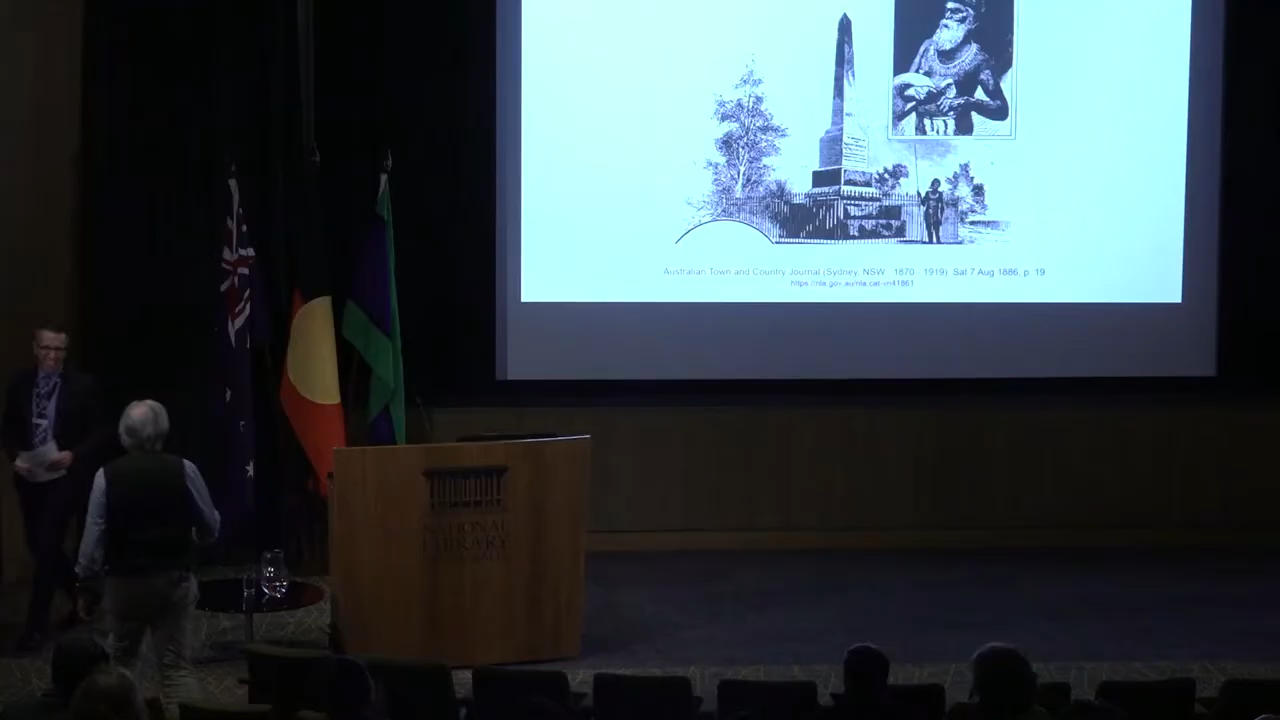 Australian Town and Country Journal (Sydney, NSW : 1870 - 1919) Sat 7 Aug 1886, p. 19
https://nla.gov.au/nla.cat-vn41861
NATIONAL
LIBRARY